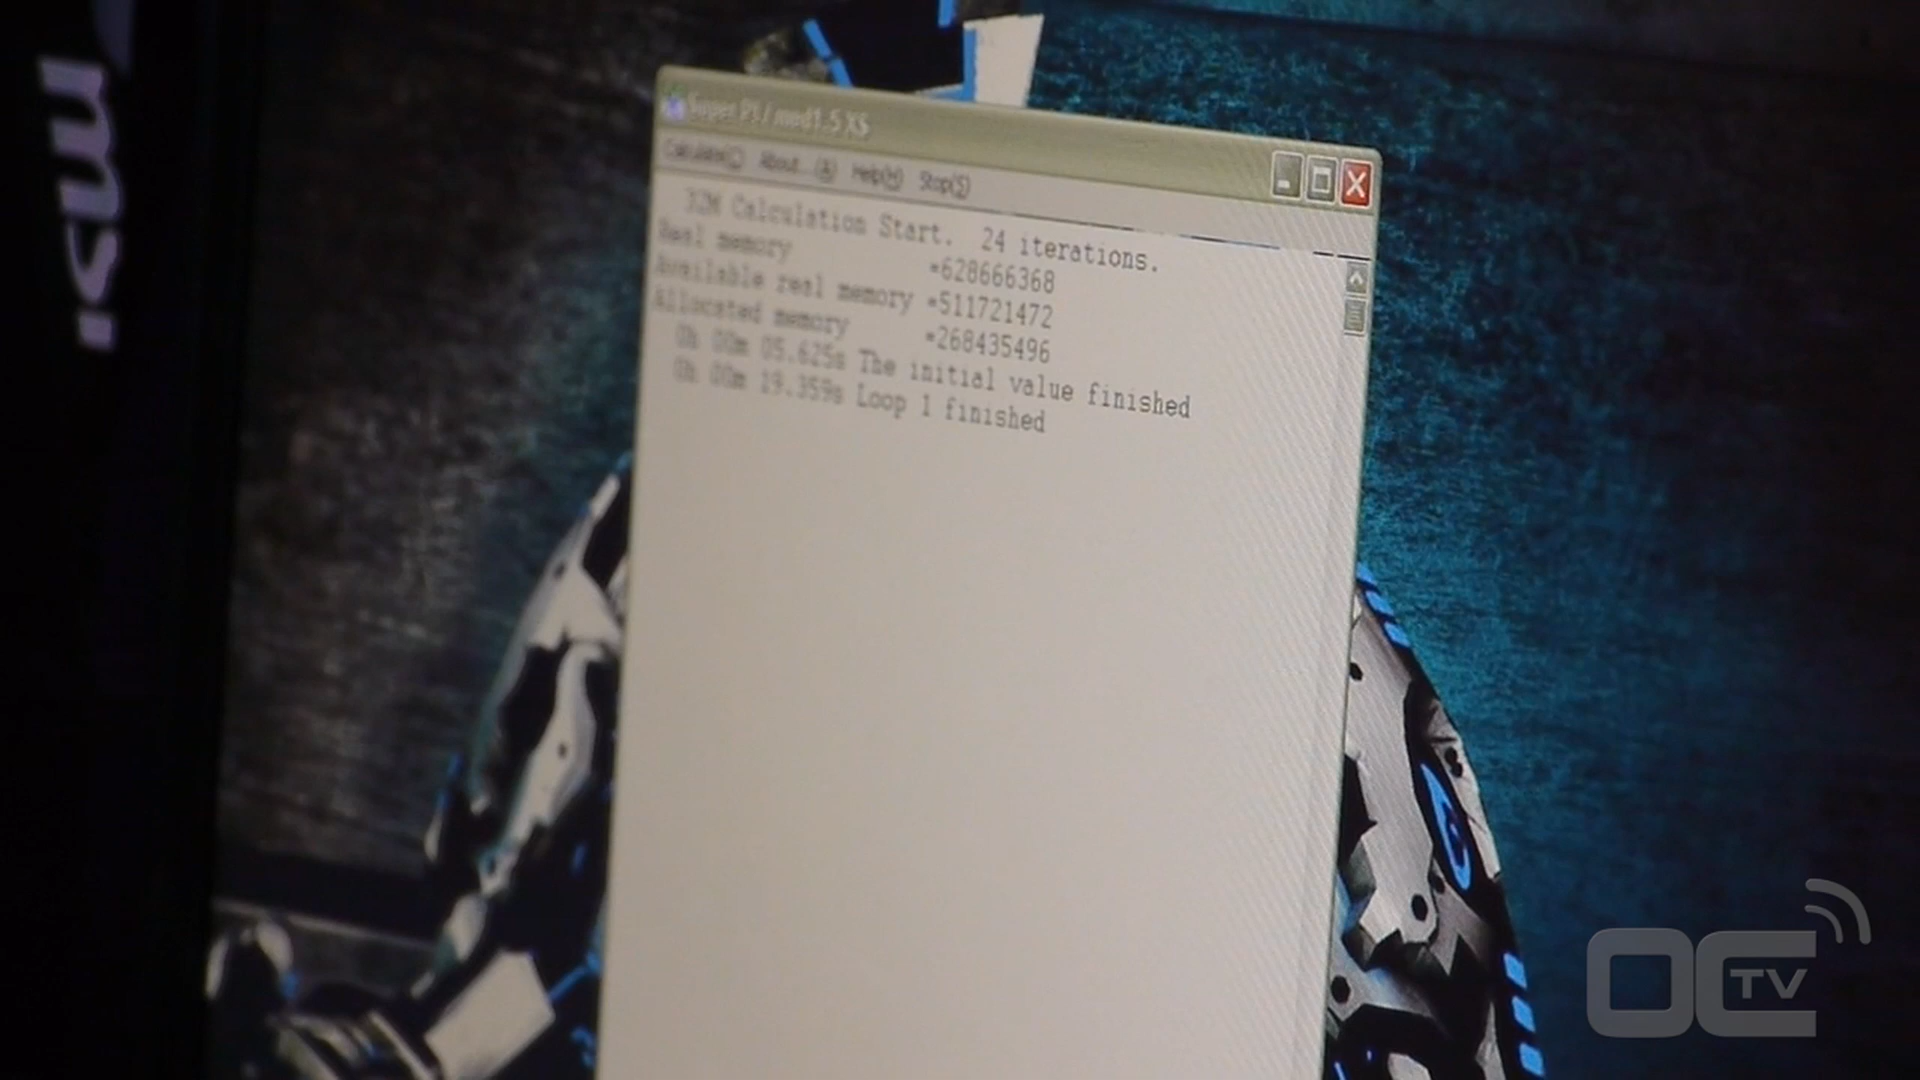 msi
Super PI / mod1.5 XS
Calculate(C) About...(A) Help(H) Stop(S)
32M Calculation Start. 24 iterations.
Real memory =628666368
Available real memory =511721472
Allocated memory =268435496
0h 00m 05.625s The initial value finished
0h 00m 19.359s Loop 1 finished
OC TV